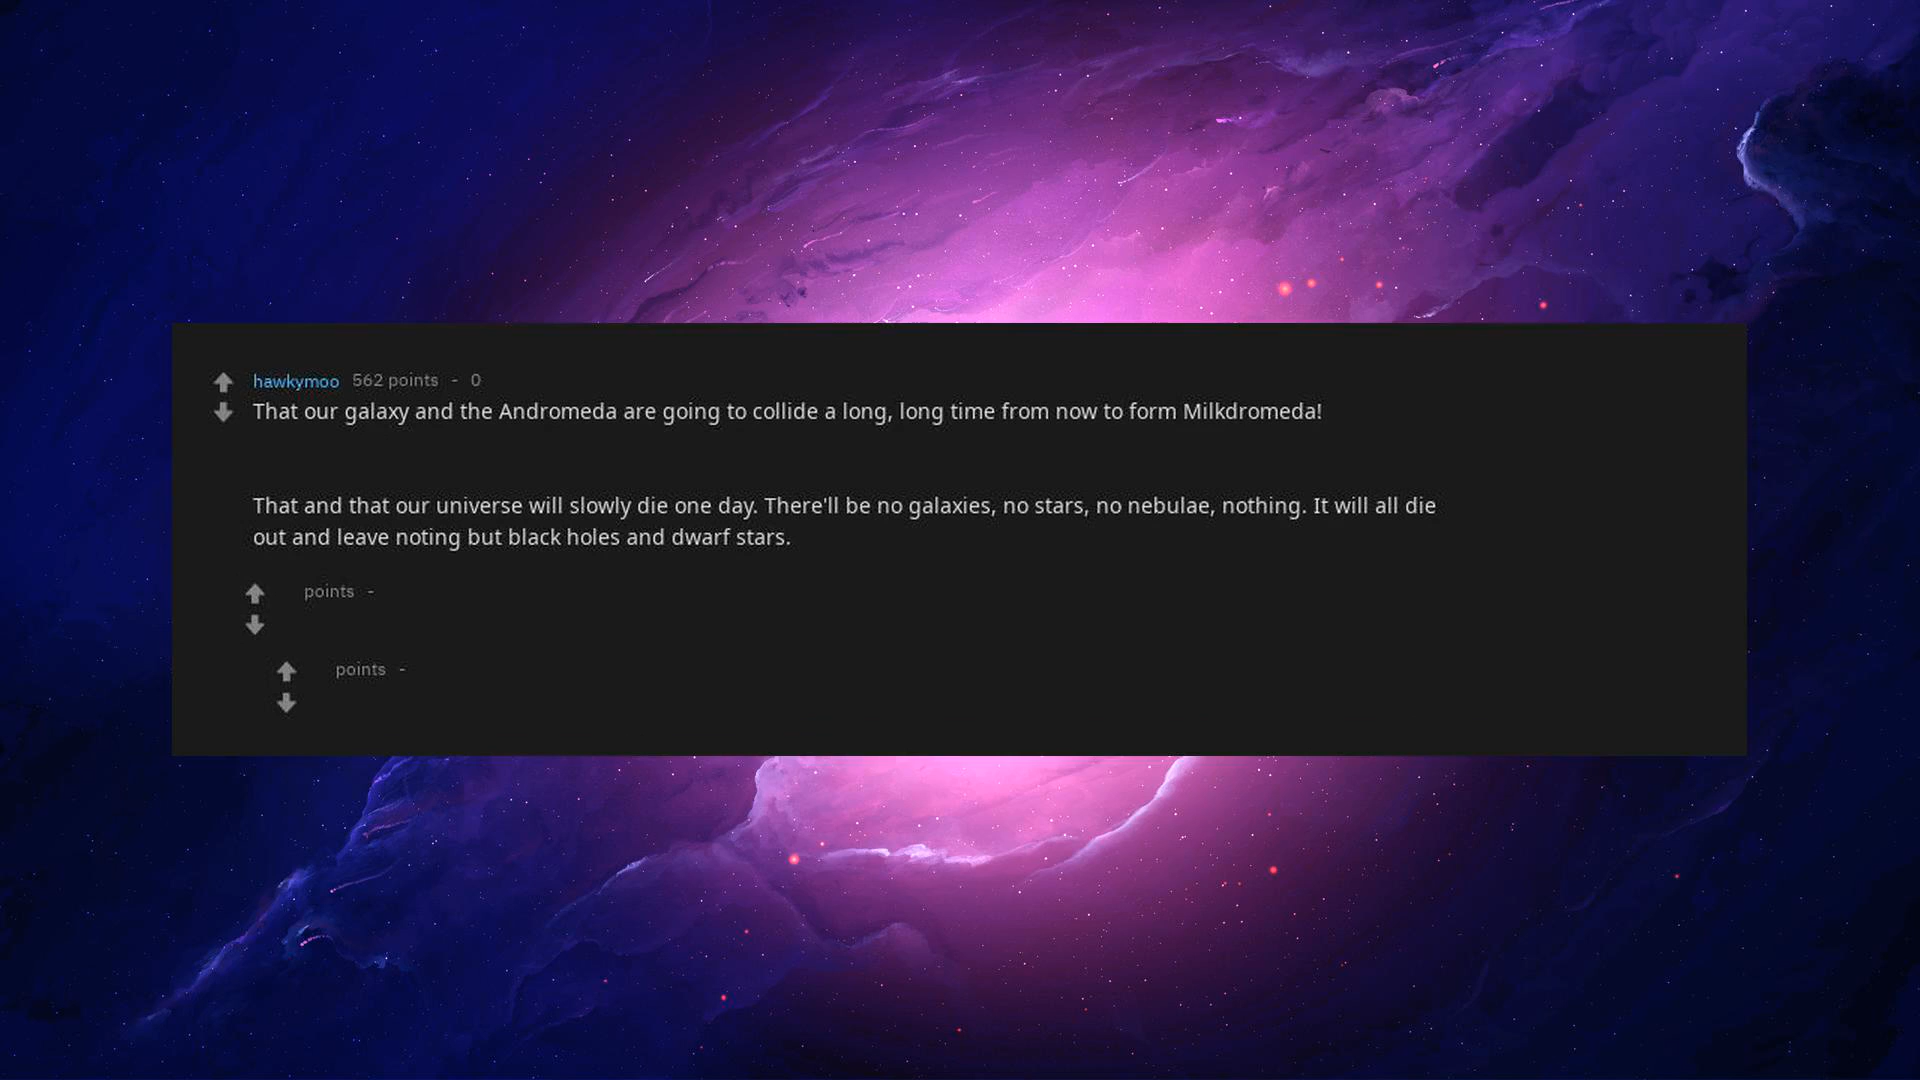 hawkymoo 562 points - 0
That our galaxy and the Andromeda are going to collide a long, long time from now to form Milkdromeda!
That and that our universe will slowly die one day. There'll be no galaxies, no stars, no nebulae, nothing. It will all die
out and leave noting but black holes and dwarf stars.
points -
points -